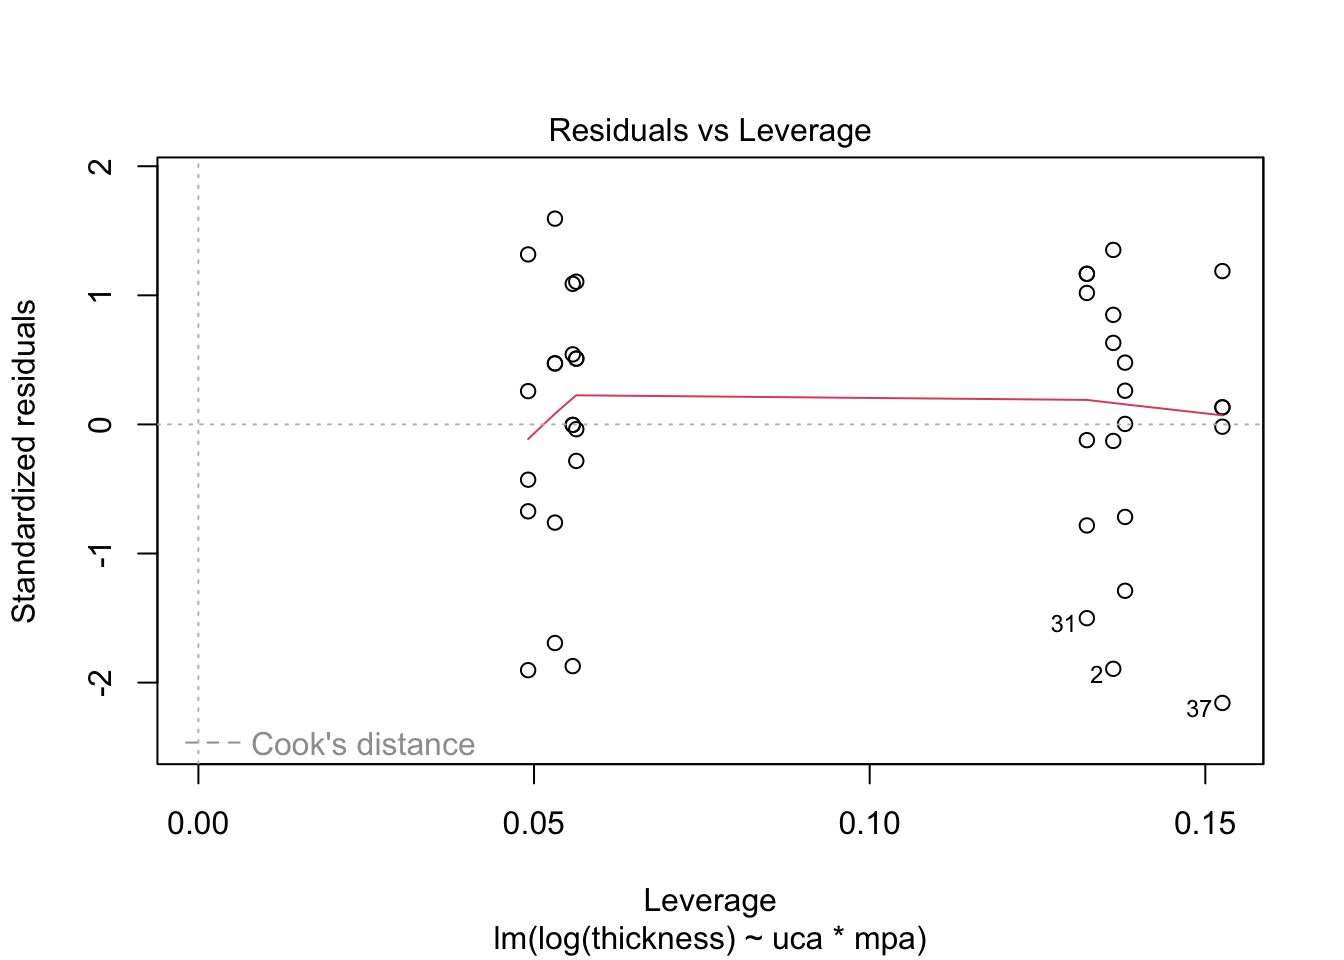 Residuals vs Leverage
Standardized residuals
2
1
0
-1
-2
31
2
37
Cook's distance
0.00
0.05
0.10
0.15
Leverage
lm(log(thickness) ~ uca * mpa)